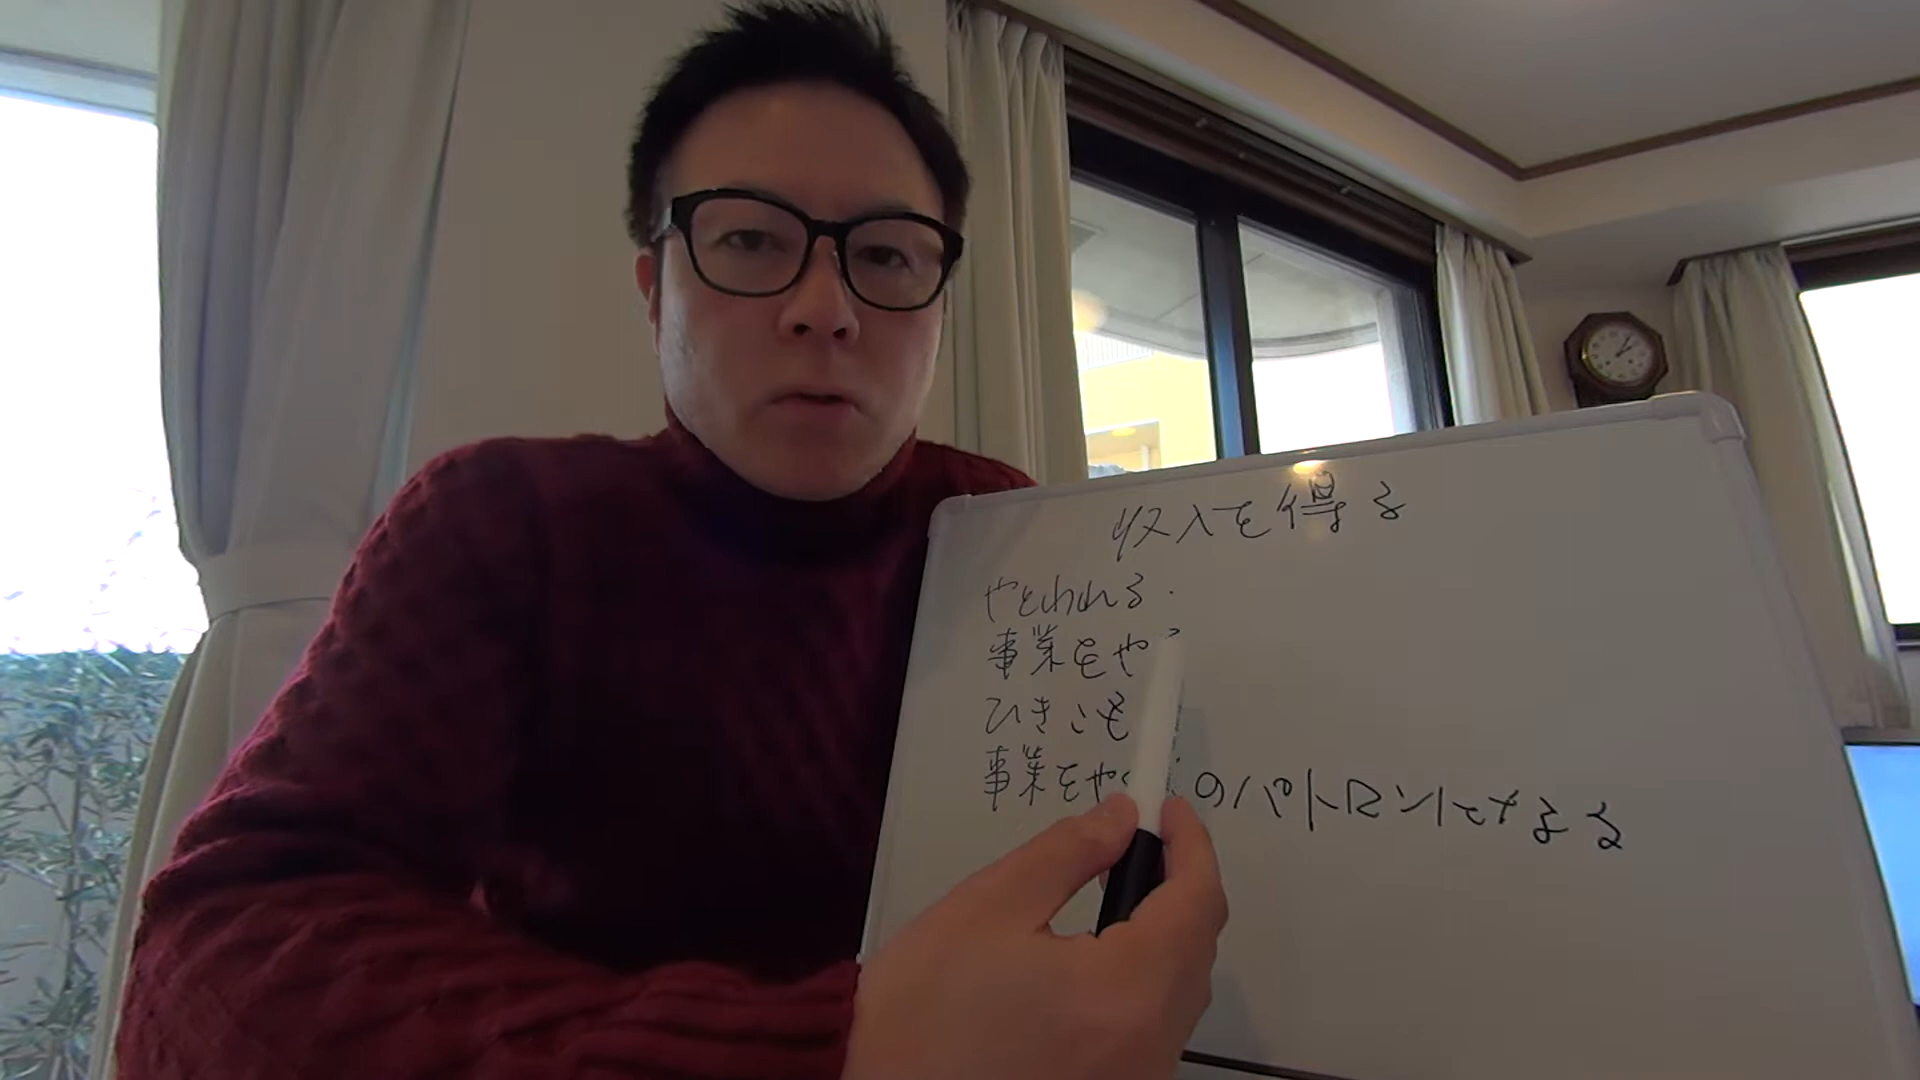 収入を得る
やとわれる.
事業をや
ひきこも
事業をや のパトロンになる